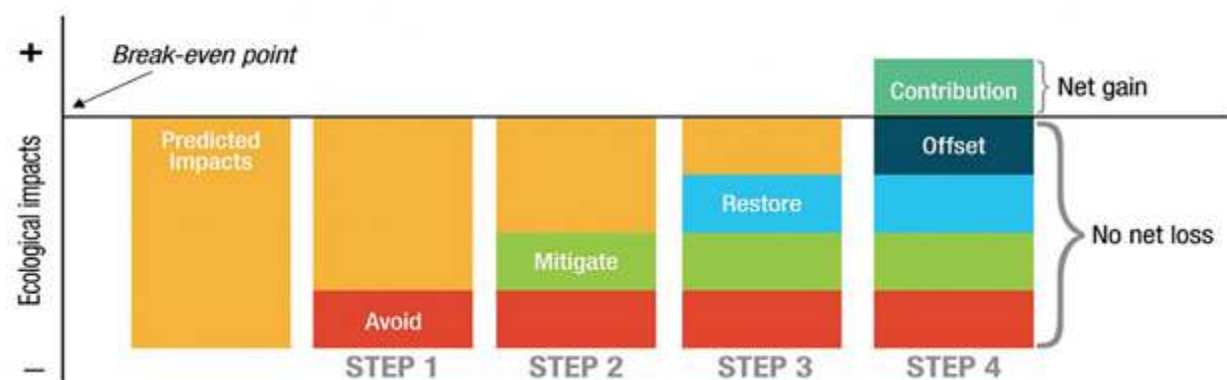 +
Break-even point
Contribution
Net gain
Ecological impacts
Predicted
Impacts
Offset
Restore
No net loss
Mitigate
Avoid
–
STEP 1
STEP 2
STEP 3
STEP 4